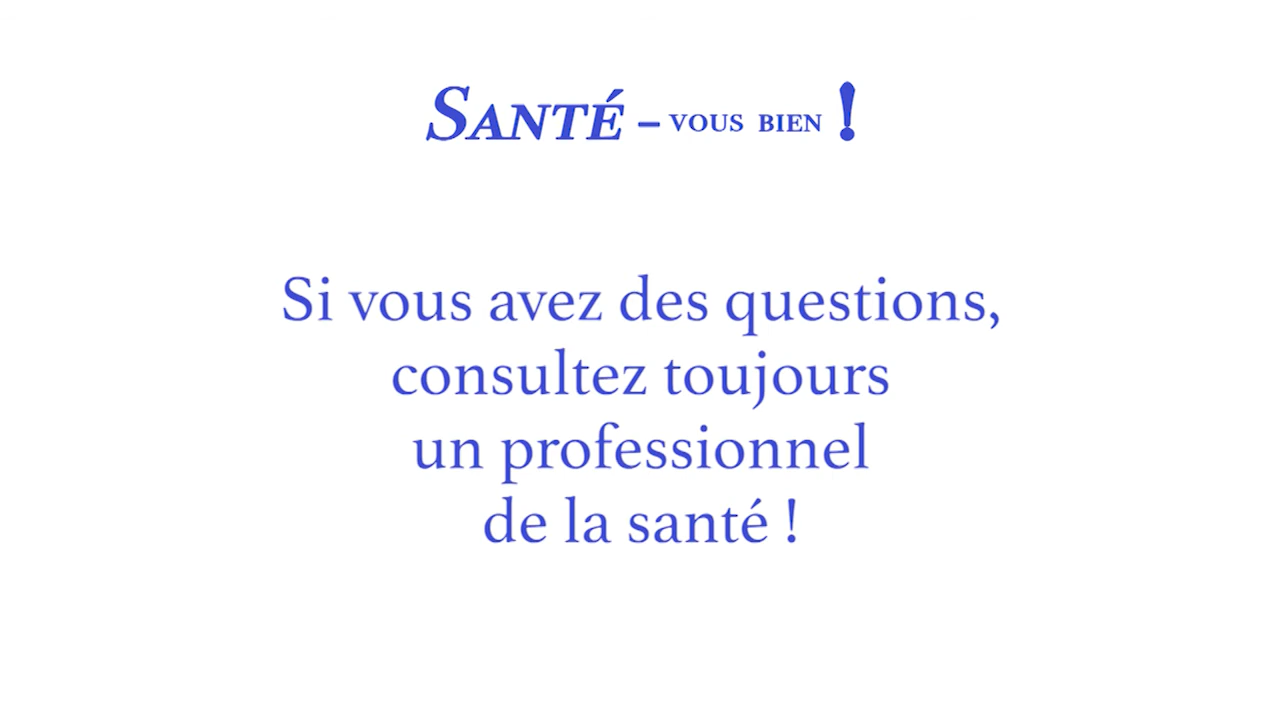 SANTÉ – VOUS BIEN !
Si vous avez des questions,
consultez toujours
un professionnel
de la santé !